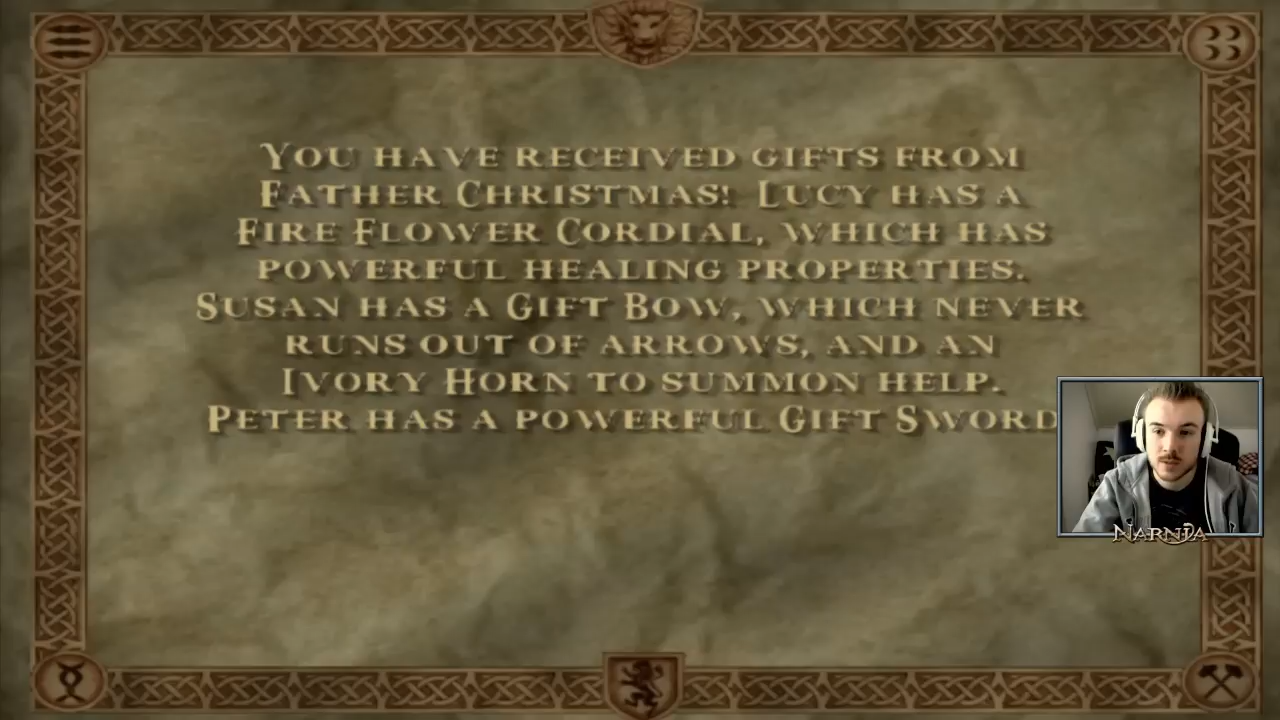 You have received gifts from
Father Christmas! Lucy has a
Fire Flower Cordial, which has
powerful healing properties.
Susan has a Gift Bow, which never
runs out of arrows, and an
Ivory Horn to summon help.
Peter has a powerful Gift Sword
NARNIA